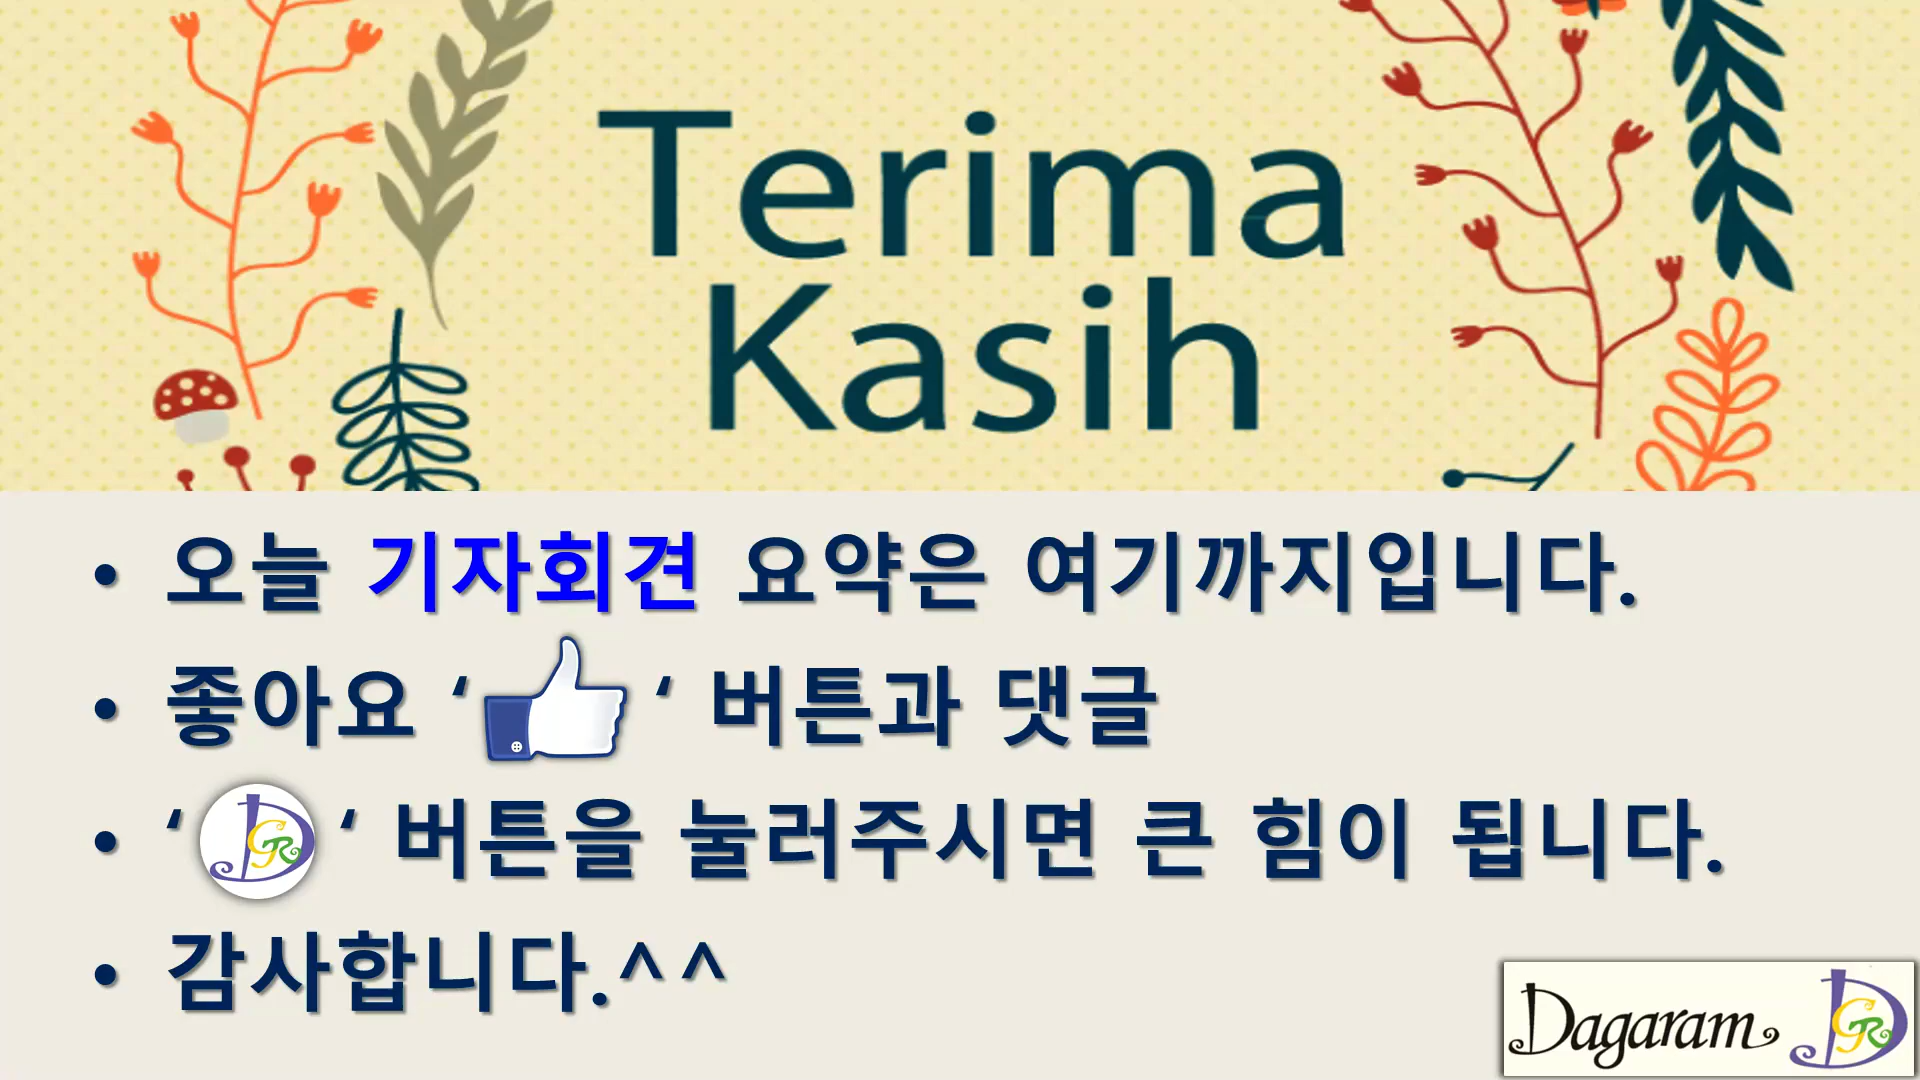 Terima
Kasih
• 오늘 기자회견 요약은 여기까지입니다.
• 좋아요 ‘ ‘ 버튼과 댓글
• ‘ DGR ‘ 버튼을 눌러주시면 큰 힘이 됩니다.
• 감사합니다.^^
Dagaram DGR